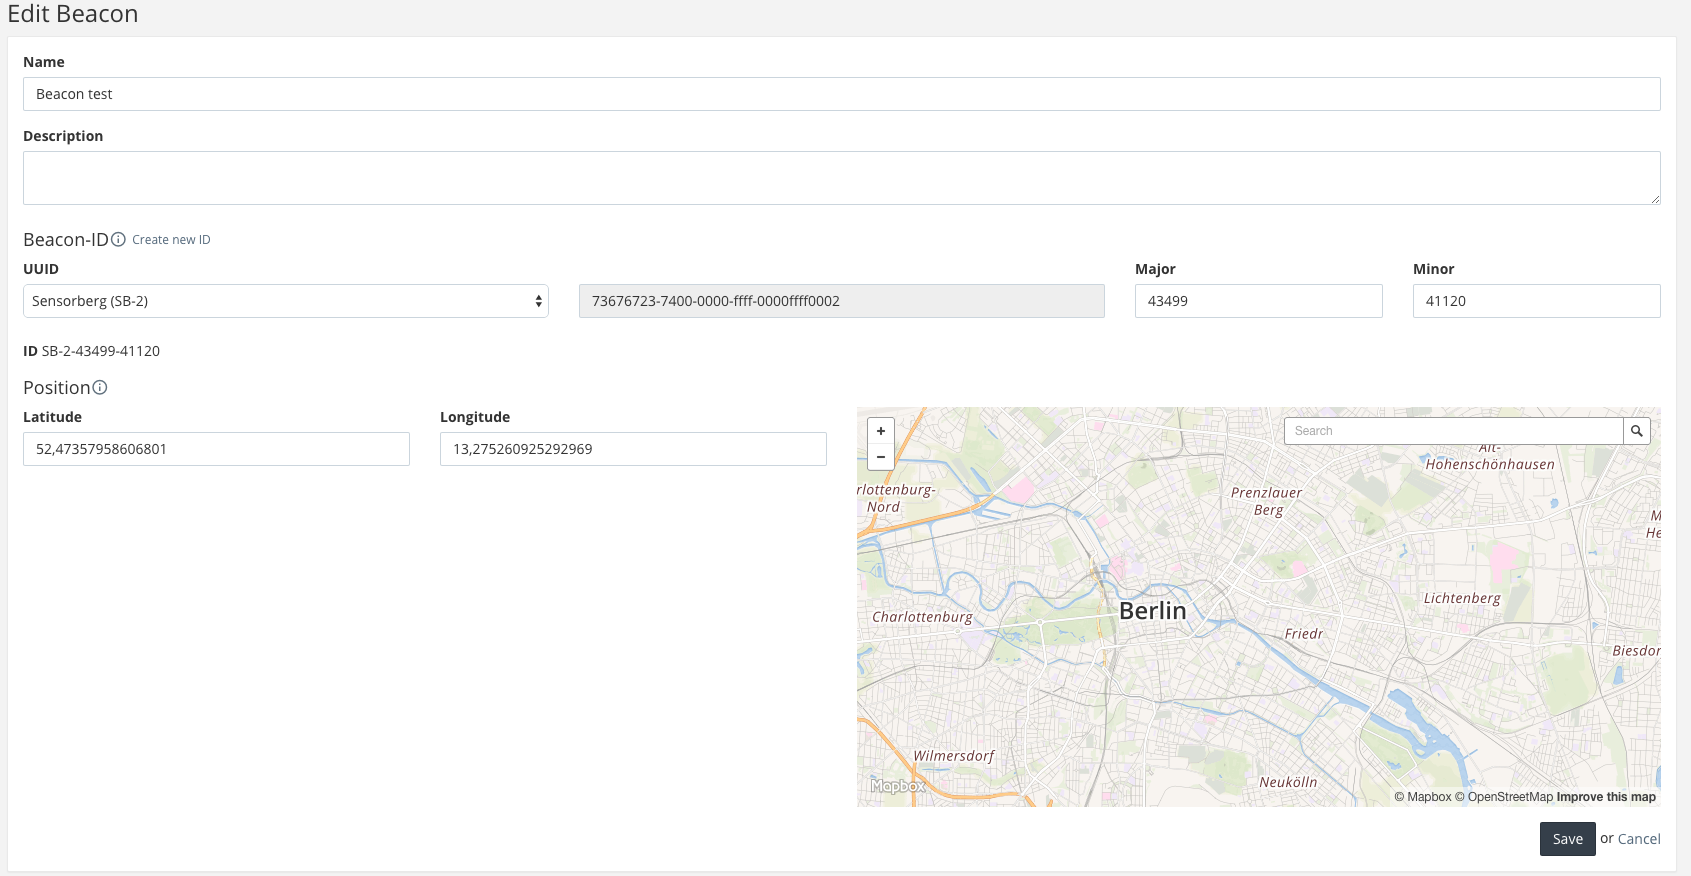 Edit Beacon
Name
Beacon test
Description
Beacon-ID Create new ID
UUID Major Minor
Sensorberg (SB-2) 73676723-7400-0000-ffff-0000ffff0002 43499 41120
ID SB-2-43499-41120
Position
Latitude Longitude
52,47357958606801 13,275260925292969
+
−
Search
Alt-
Hohenschönhausen
rlottenburg-
Nord
Prenzlauer
Berg
M
He
Berlin
Lichtenberg
Charlottenburg
Friedr
Biesdor
Wilmersdorf
Neukölln
Mapbox
© Mapbox © OpenStreetMap Improve this map
Save or Cancel